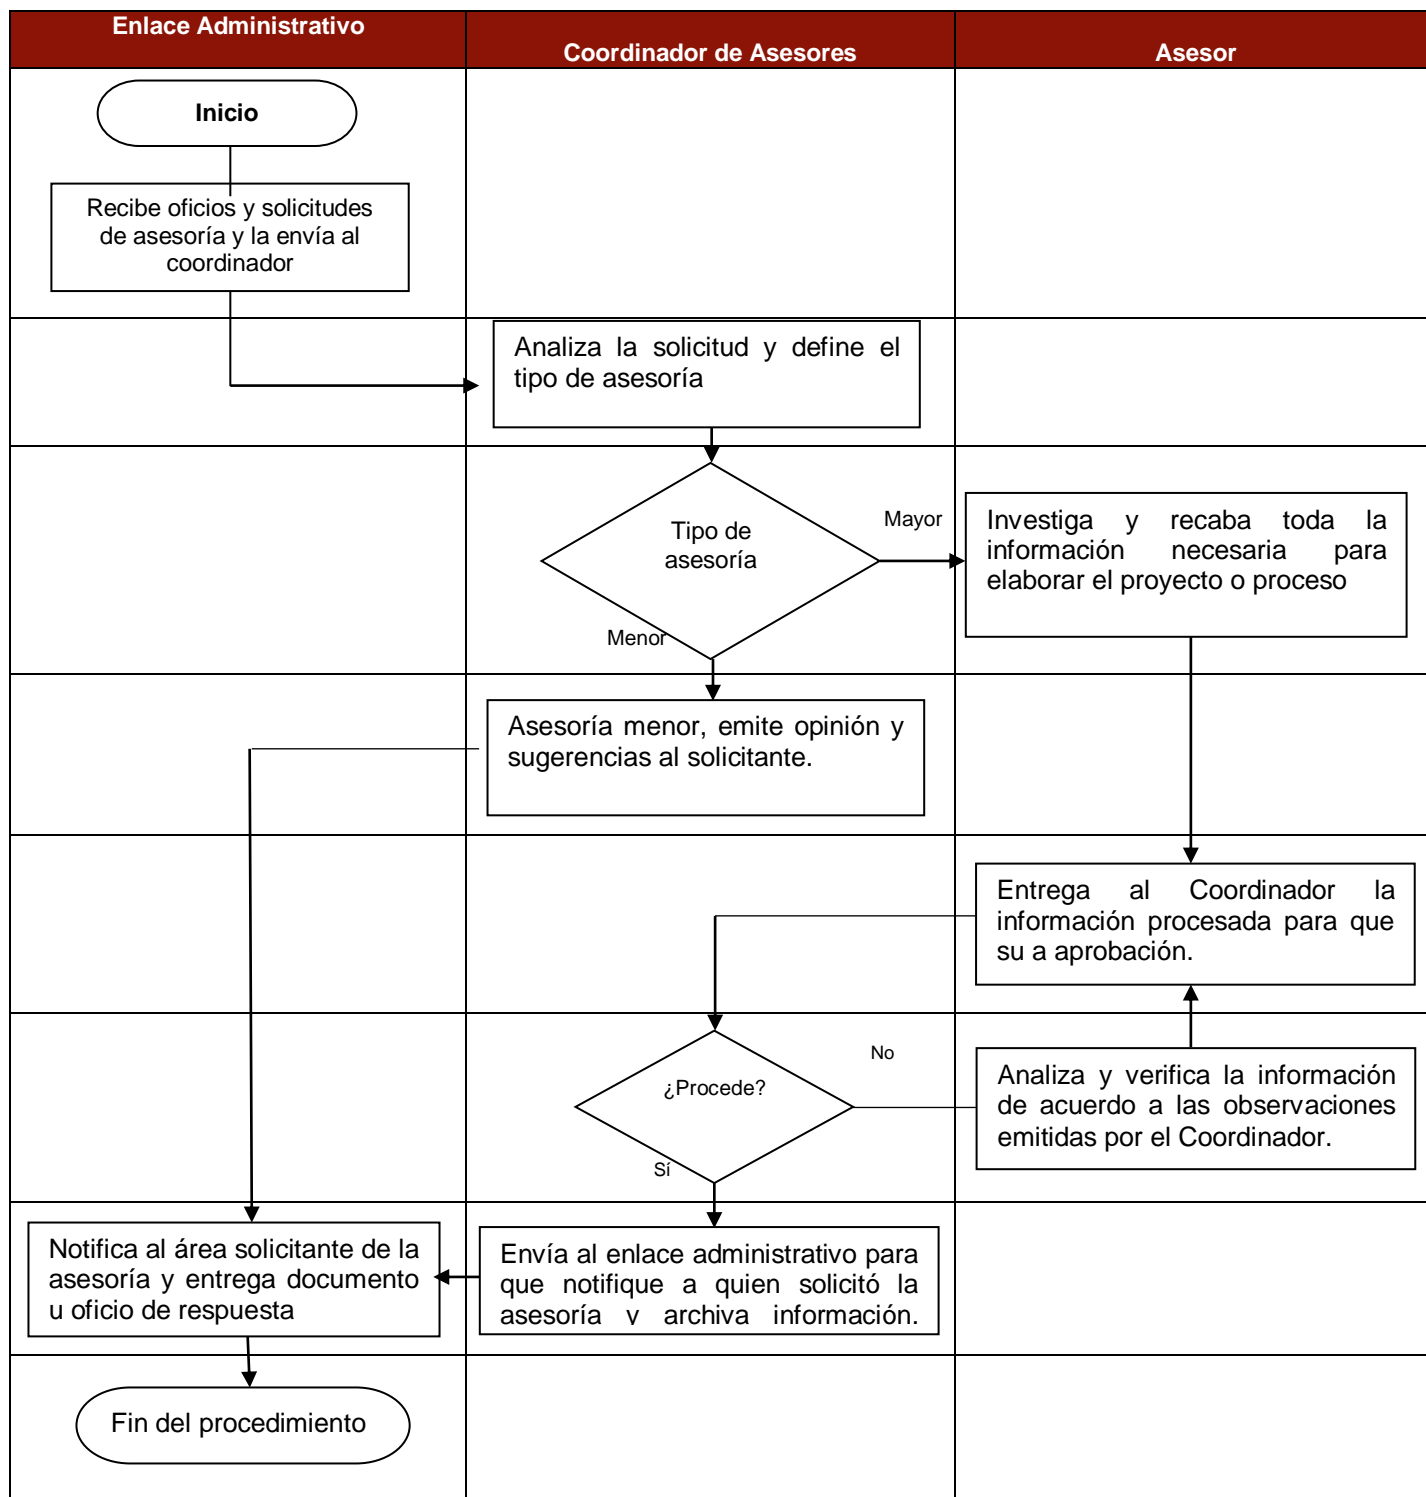 Enlace Administrativo
Coordinador de Asesores
Asesor
Inicio
Recibe oficios y solicitudes
de asesoría y la envía al
coordinador
Analiza la solicitud y define el
tipo de asesoría
Tipo de
asesoría
Mayor
Menor
Investiga y recaba toda la
información necesaria para
elaborar el proyecto o proceso
Asesoría menor, emite opinión y
sugerencias al solicitante.
Entrega al Coordinador la
información procesada para que
su a aprobación.
¿Procede?
No
Sí
Analiza y verifica la información
de acuerdo a las observaciones
emitidas por el Coordinador.
Notifica al área solicitante de la
asesoría y entrega documento
u oficio de respuesta
Envía al enlace administrativo para
que notifique a quien solicitó la
asesoría y archiva información.
Fin del procedimiento